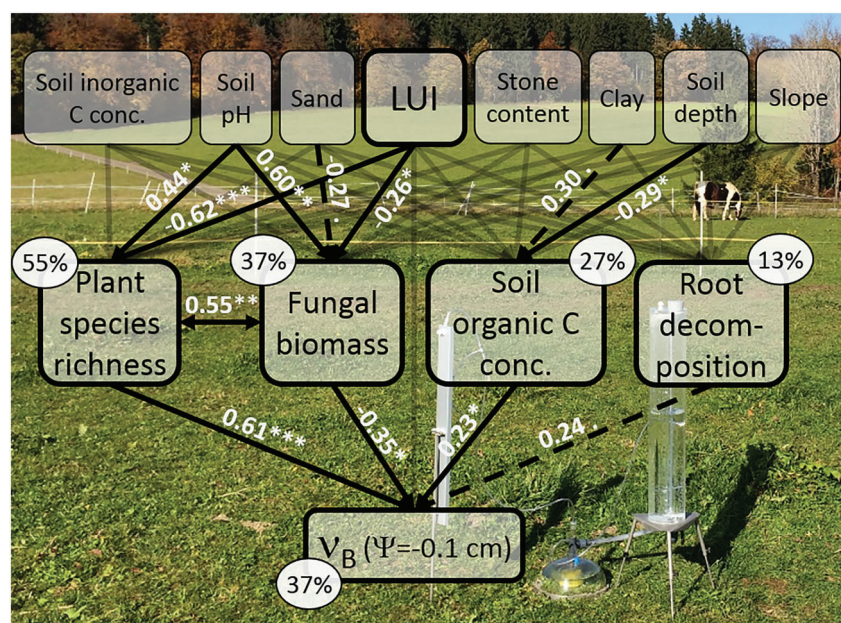 Soil inorganic
C conc.
Soil
pH
Sand
LUI
Stone
content
Clay
Soil
depth
Slope
0.44*
-0.62***
0.60**
-0.27 .
-0.26*
0.30.
-0.29*
55%
Plant
species
richness
0.55**
37%
Fungal
biomass
27%
Soil
organic C
conc.
13%
Root
decom-
position
0.61***
-0.35*
0.23*
0.24 .
νB (Ψ=-0.1 cm)
37%